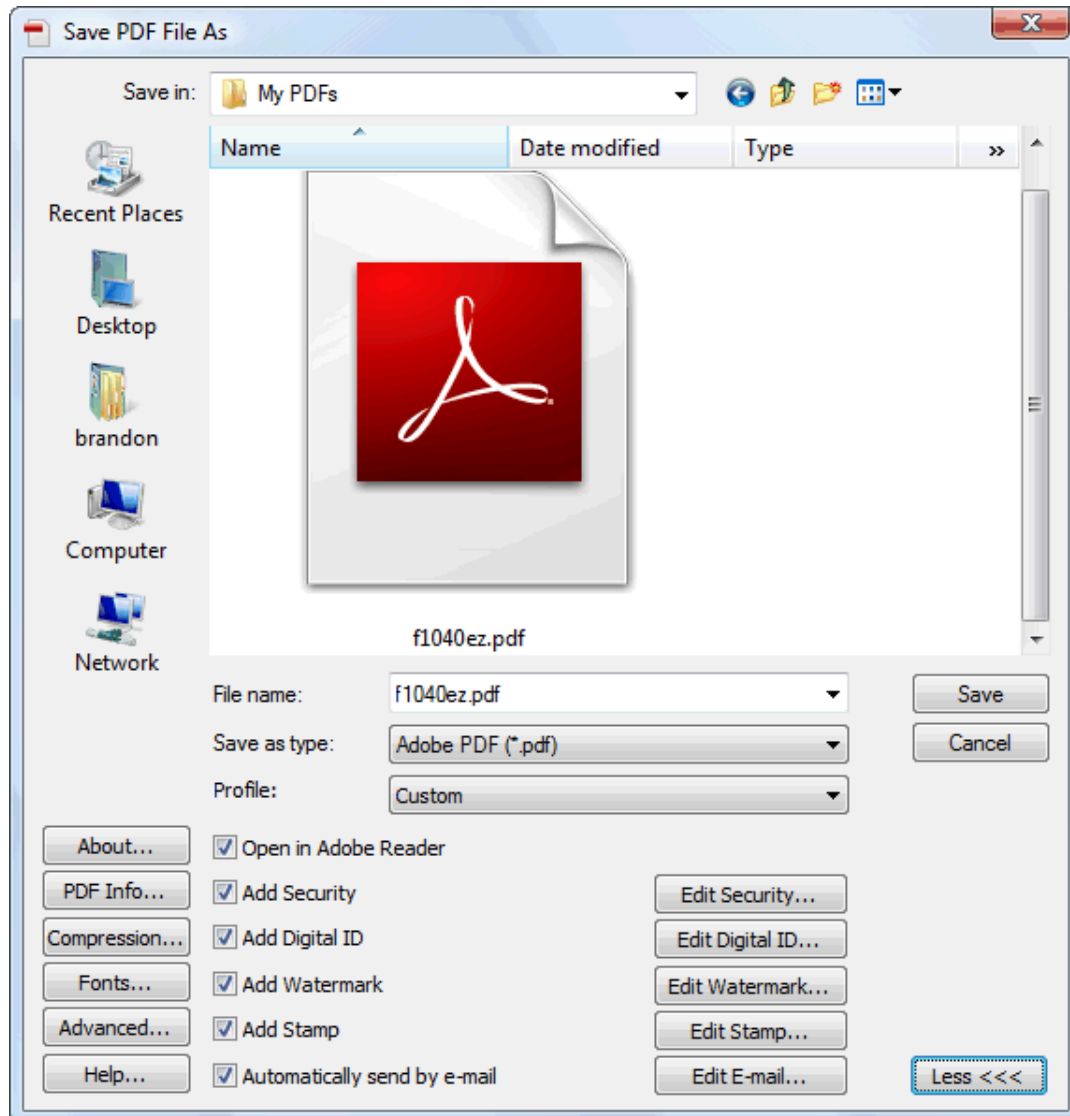 Save PDF File As
Save in: My PDFs
Name Date modified Type »
Recent Places
Desktop
brandon
Computer
Network
f1040ez.pdf
File name: f1040ez.pdf Save
Save as type: Adobe PDF (*.pdf) Cancel
Profile: Custom
About... Open in Adobe Reader
PDF Info... Add Security Edit Security...
Compression... Add Digital ID Edit Digital ID...
Fonts... Add Watermark Edit Watermark...
Advanced... Add Stamp Edit Stamp...
Help... Automatically send by e-mail Edit E-mail... Less <<<